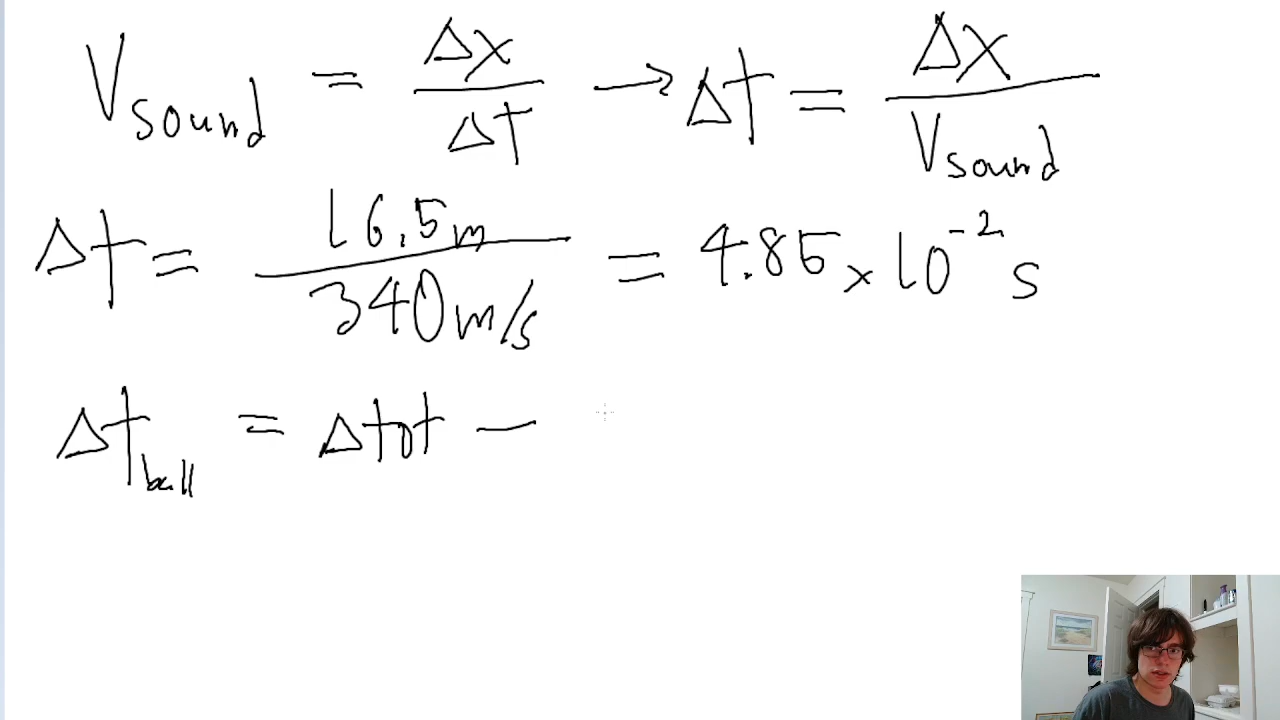 V_sound = Δx/Δt → Δt = Δx/V_sound
Δt = 16.5m/340m/s = 4.85 x 10^-2 s
Δt_ball = Δtot -